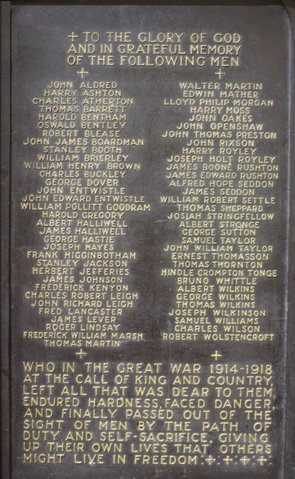 + TO THE GLORY OF GOD
AND IN GRATEFUL MEMORY
OF THE FOLLOWING MEN
+ +
JOHN ALDRED
HARRY ASHTON
CHARLES ATHERTON
THOMAS BARRETT
HAROLD BENTHAM
OSWALD BENTLEY
ROBERT BLEASE
JOHN JAMES BOARDMAN
STANLEY BOOTH
WILLIAM BRIERLEY
WILLIAM HENRY BROWN
CHARLES BUCKLEY
GEORGE DOVER
JOHN ENTWISTLE
JOHN EDWARD ENTWISTLE
WILLIAM POLLITT GOODRAM
HAROLD GREGORY
ALBERT HALLIWELL
JAMES HALLIWELL
GEORGE HASTIE
JOSEPH HAYES
FRANK HIGGINBOTHAM
STANLEY JACKSON
HERBERT JEFFERIES
JAMES JOHNSON
FREDERICK KENYON
CHARLES ROBERT LEIGH
JOHN RICHARD LEIGH
FRED LANCASTER
JAMES LEVER
ROGER LINDSAY
FREDERICK WILLIAM MARSH
THOMAS MARTIN
WALTER MARTIN
EDWIN MATHER
LLOYD PHILIP MORGAN
HARRY MOSS
JOHN OAKES
JOHN OPENSHAW
JOHN THOMAS PRESTON
JOHN RIXSON
HARRY ROYLEY
JOSEPH HOLT ROYLEY
JAMES BOONE RUSHTON
JAMES EDWARD RUSHTON
ALFRED HOPE SEDDON
JAMES SEDDON
WILLIAM ROBERT SETTLE
THOMAS SHEPPARD
JOSIAH STRINGFELLOW
ALBERT STRONGE
GEORGE SUTTON
SAMUEL TAYLOR
JOHN WILLIAM TAYLOR
ERNEST THOMASSON
THOMAS THORNTON
HINDLE CROMPTON TONGE
BRUNO WHITTLE
ALBERT WILKINS
GEORGE WILKINS
THOMAS WILKINS
JOSEPH WILKINSON
SAMUEL WILLIAMS
CHARLES WILSON
ROBERT WOLSTENCROFT
+ +
WHO IN THE GREAT WAR 1914-1918
AT THE CALL OF KING AND COUNTRY,
LEFT ALL THAT WAS DEAR TO THEM,
ENDURED HARDNESS, FACED DANGER,
AND FINALLY PASSED OUT OF THE
SIGHT OF MEN BY THE PATH OF
DUTY AND SELF-SACRIFICE, GIVING
UP THEIR OWN LIVES THAT OTHERS
MIGHT LIVE IN FREEDOM + + + +